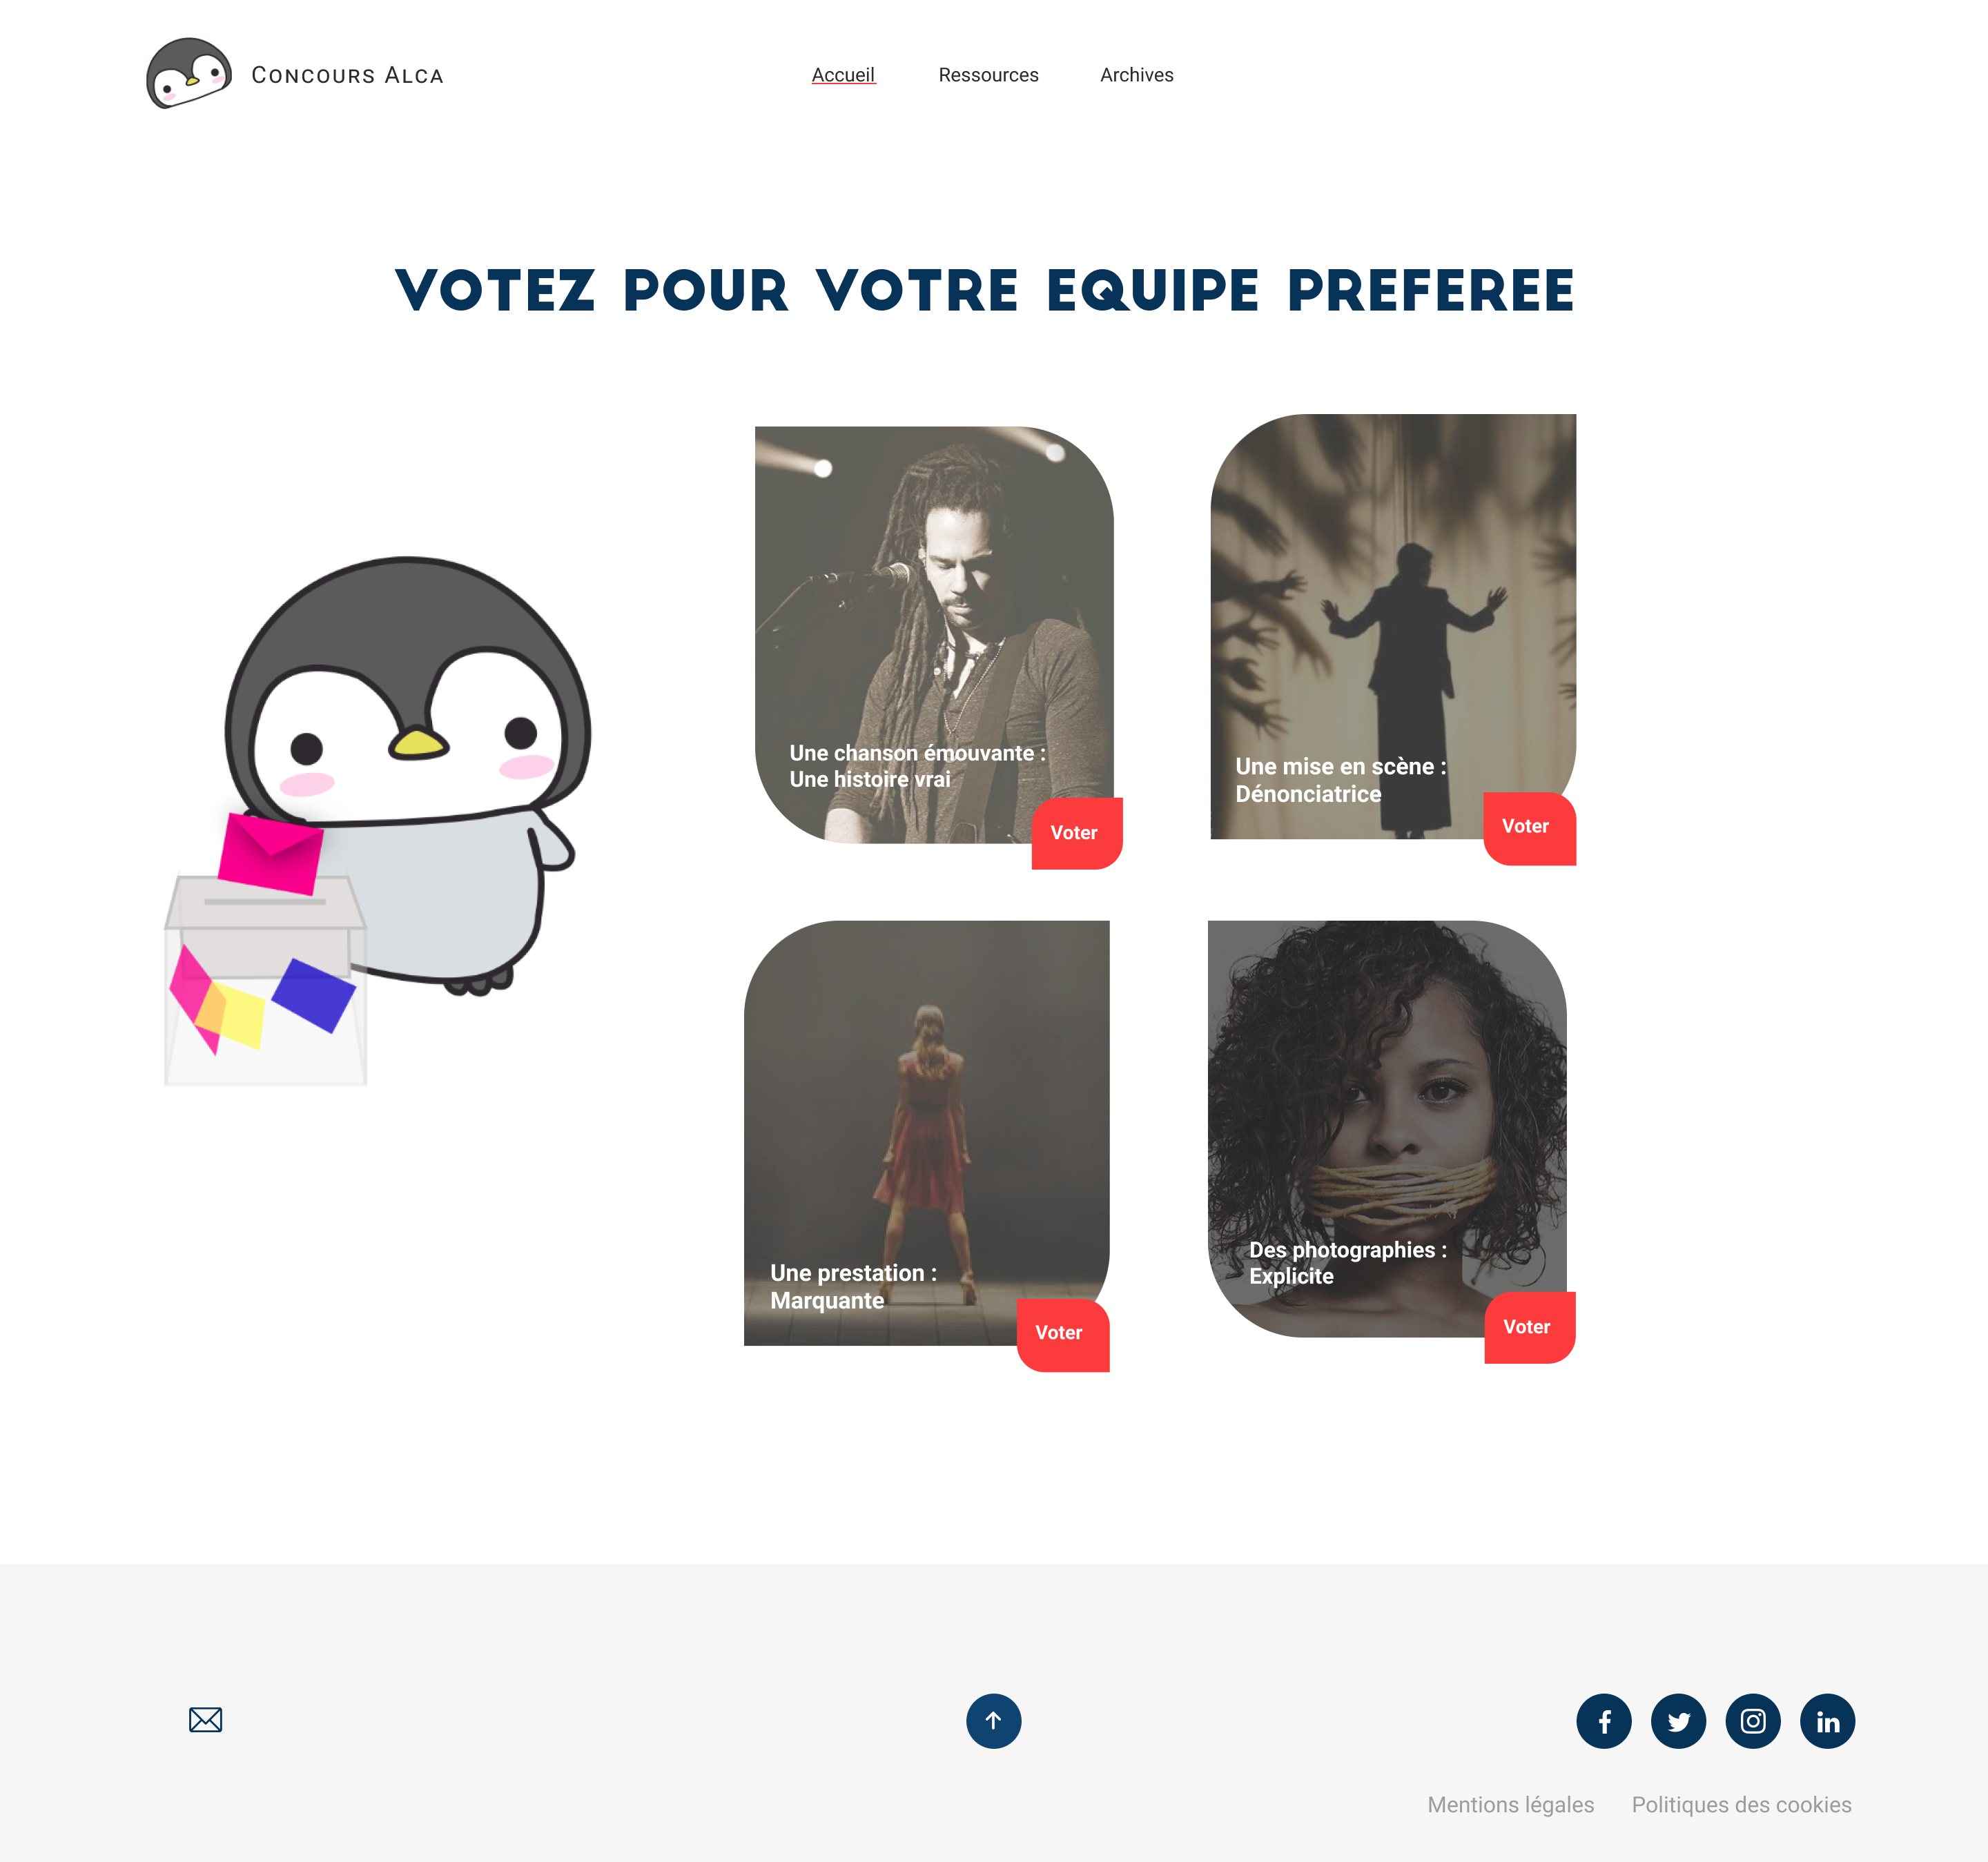 CONCOURS ALCA
Accueil
Ressources
Archives
VOTEZ POUR VOTRE EQUIPE PREFEREE
Une chanson émouvante :
Une histoire vrai
Voter
Une mise en scène :
Dénonciatrice
Voter
Une prestation :
Marquante
Voter
Des photographies :
Explicite
Voter
Mentions légales
Politiques des cookies